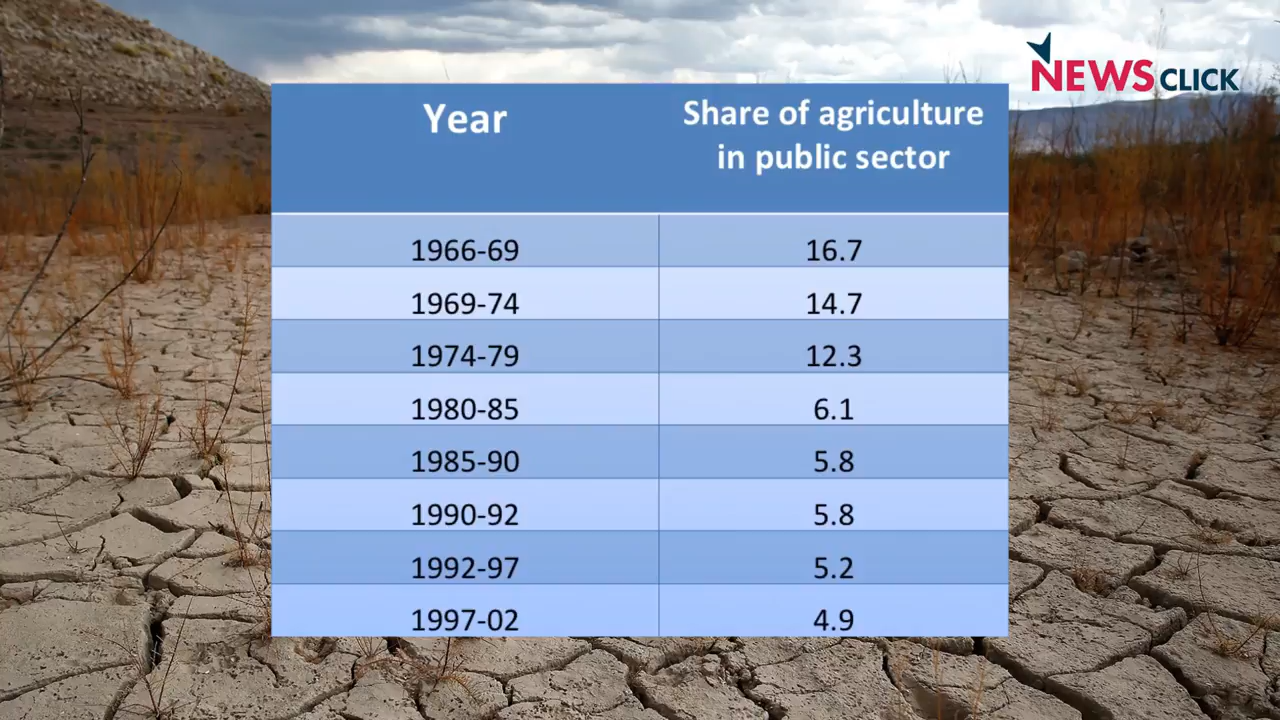 NEWSCLICK
Year
Share of agriculture
in public sector
1966-69 16.7
1969-74 14.7
1974-79 12.3
1980-85 6.1
1985-90 5.8
1990-92 5.8
1992-97 5.2
1997-02 4.9